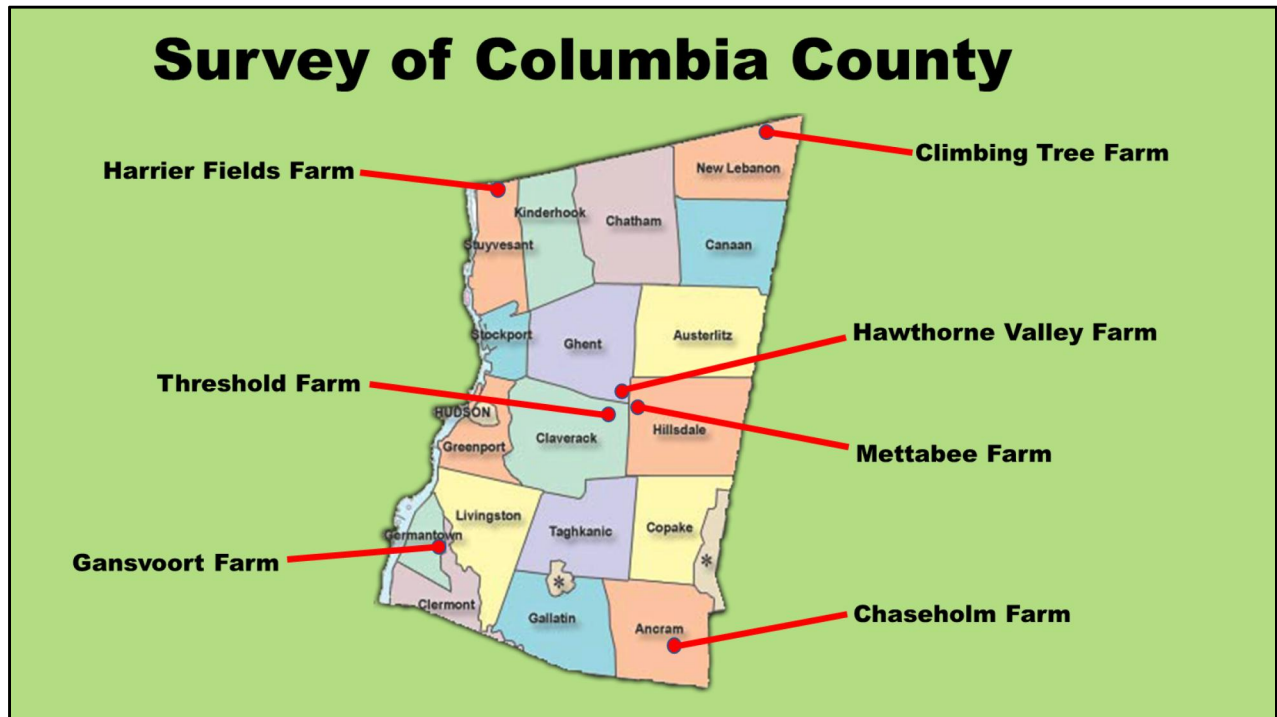 Survey of Columbia County
Climbing Tree Farm
Harrier Fields Farm
New Lebanon
Kinderhook
Chatham
Stuyvesant
Canaan
Hawthorne Valley Farm
Stockport
Ghent
Austerlitz
Threshold Farm
HUDSON
Claverack
Hillsdale
Greenport
Mettabee Farm
Livingston
Taghkanic
Copake
Germantown
Gansvoort Farm
*
*
Clermont
Gallatin
Ancram
Chaseholm Farm